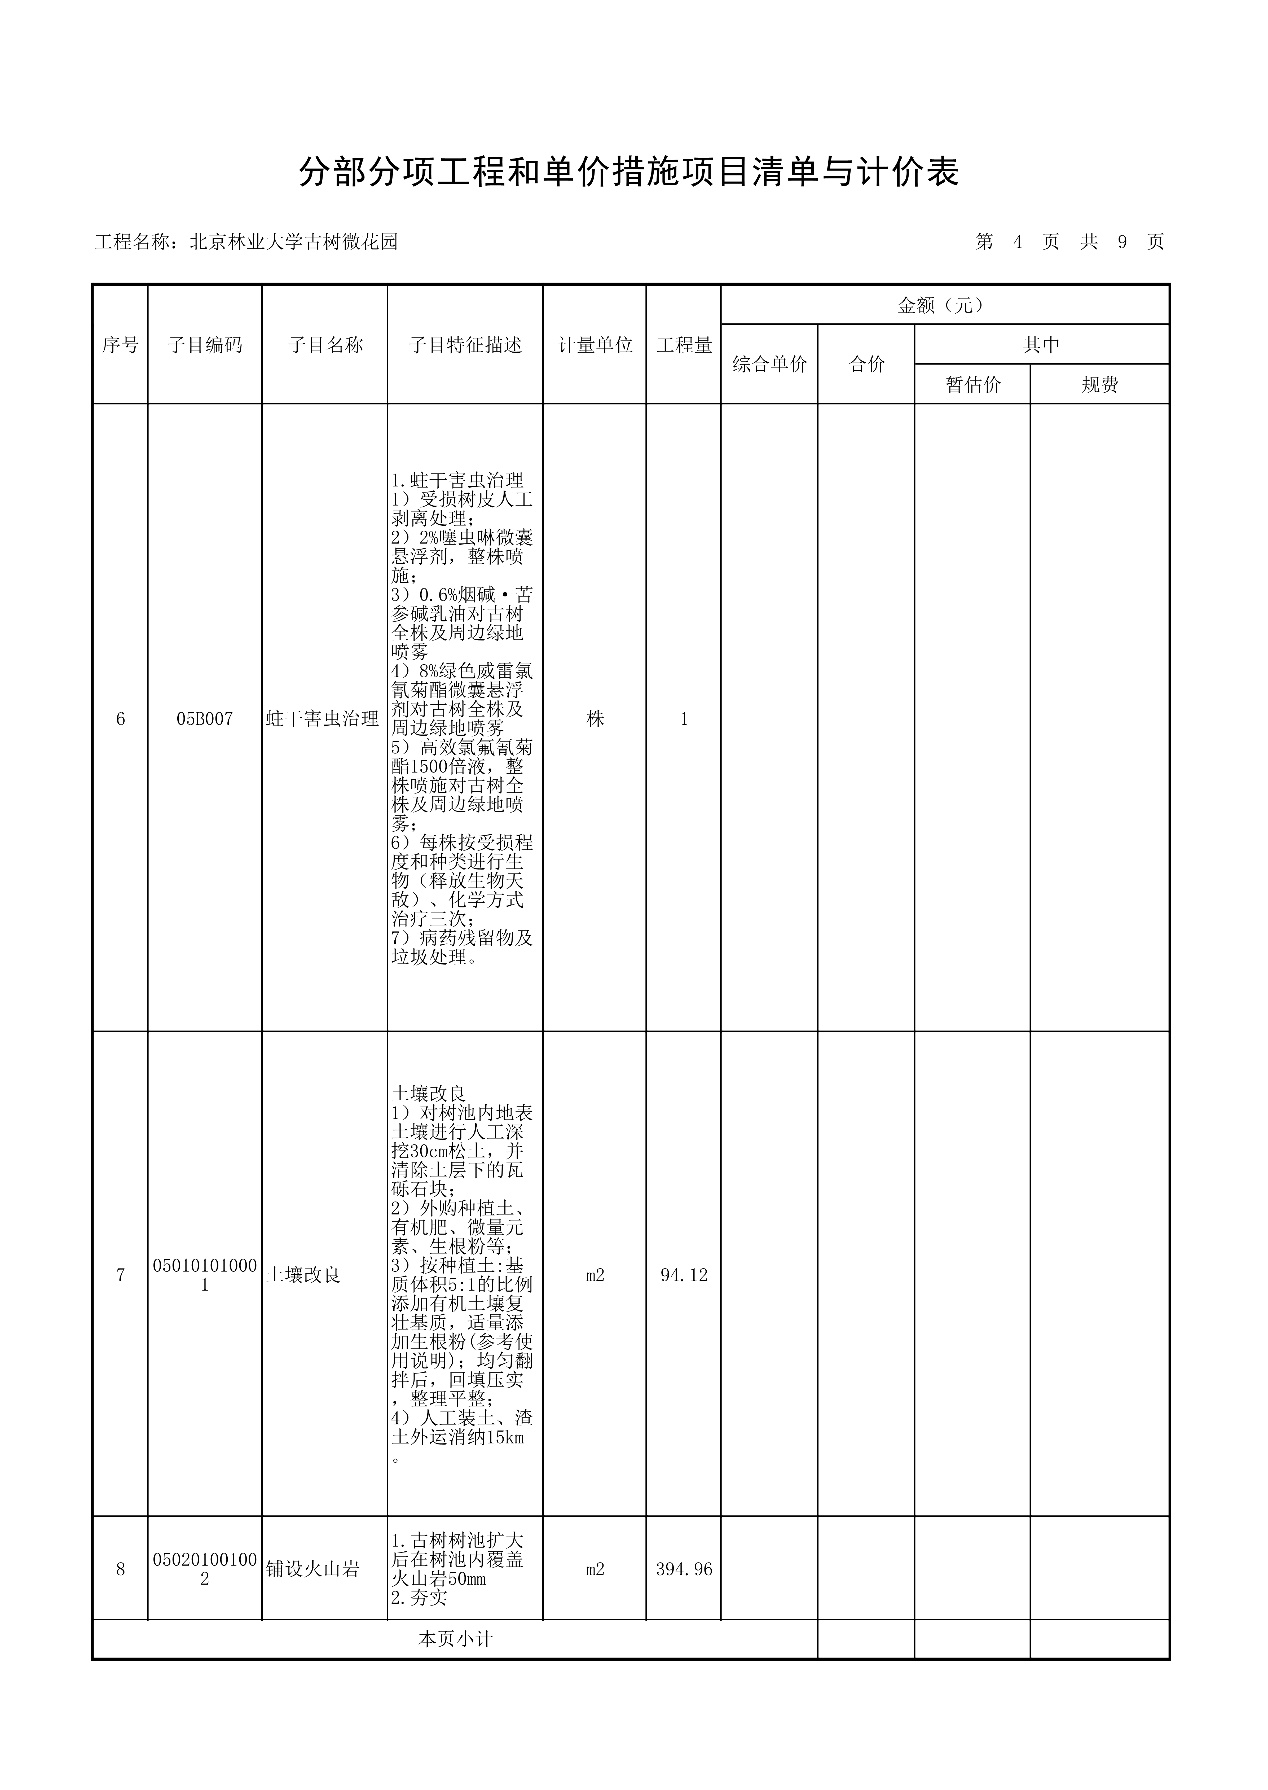 分部分项工程和单价措施项目清单与计价表
工程名称：北京林业大学古树微花园
第 4 页 共 9 页
序号 子目编码 子目名称 子目特征描述 计量单位 工程量 金额（元）
综合单价 合价 其中
暂估价 规费
6 05B007 蛀干害虫治理 株 1
1.蛀干害虫治理
1）受损树皮人工
剥离处理；
2）2%噻虫啉微囊
悬浮剂，整株喷
施；
3）0.6%烟碱·苦
参碱乳油对古树
全株及周边绿地
喷雾
4）8%绿色威雷氯
氰菊酯微囊悬浮
剂对古树全株及
周边绿地喷雾
5）高效氯氟氰菊
酯1500倍液，整
株喷施对古树全
株及周边绿地喷
雾；
6）每株按受损程
度和种类进行生
物（释放生物天
敌）、化学方式
治疗三次；
7）病药残留物及
垃圾处理。
7 05010101000
1
土壤改良 m2 94.12
土壤改良
1）对树池内地表
土壤进行人工深
挖30cm松土，并
清除土层下的瓦
砾石块；
2）外购种植土、
有机肥、微量元
素、生根粉等；
3）按种植土:基
质体积5:1的比例
添加有机土壤复
壮基质，适量添
加生根粉(参考使
用说明)；均匀翻
拌后，回填压实
，整理平整；
4）人工装土、渣
土外运消纳15km
。
8 05020100100
2
铺设火山岩 m2 394.96
1.古树树池扩大
后在树池内覆盖
火山岩50mm
2.夯实
本页小计